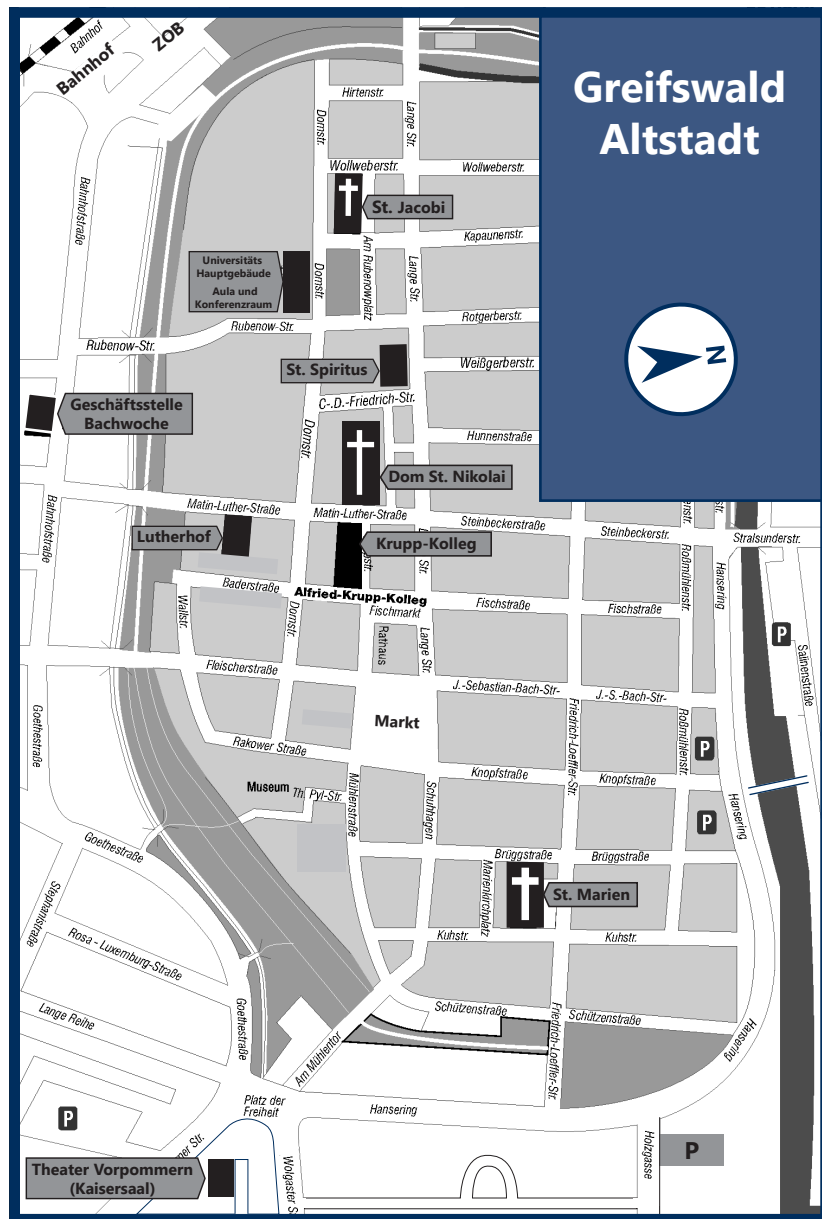 Greifswald
Altstadt
N
Bahnhof
Bahnhof
ZOB
Hirtenstr.
Domstr.
Lange Str.
Wollweberstr.
Wollweberstr.
St. Jacobi
Bahnhofstraße
Kapaunenstr.
Universitäts
Hauptgebäude
Aula und
Konferenzraum
Domstr.
Am Rubenowplatz
Lange Str.
Rotgerberstr.
Rubenow-Str.
Rubenow-Str.
St. Spiritus
Weißgerberstr.
C-.D.-Friedrich-Str.
Geschäftsstelle
Bachwoche
Domstr.
Hunnenstraße
Dom St. Nikolai
Matin-Luther-Straße
Matin-Luther-Straße
Steinbeckerstraße
Steinbeckerstr.
Stralsunderstr.
Bahnhofstraße
Lutherhof
Krupp-Kolleg
Roßmühlenstr.
Hansering
Baderstraße
Alfried-Krupp-Kolleg
Fischmarkt
Fischstraße
Fischstraße
Wallstr.
Domstr.
Rathaus
Lange Str.
P
Salinenstraße
Fleischerstraße
J.-Sebastian-Bach-Str-
J.-S.-Bach-Str-
Goethestraße
Markt
Friedrich-Loeffler-Str.
Roßmühlenstr.
P
Rakower Straße
Knopfstraße
Knopfstraße
Museum
Th. Pyl-Str.
Mühlenstraße
Schuhhagen
Hansering
P
Goethestraße
Brüggstraße
Brüggstraße
Marienkirchplatz
St. Marien
Stephanistraße
Rosa - Luxemburg-Straße
Kuhstr.
Kuhstr.
Lange Reihe
Goethestraße
Schützenstraße
Schützenstraße
Friedrich-Loeffler-Str.
Hansering
Am Mühlentor
Platz der
Freiheit
Hansering
P
Holzgasse
P
Theater Vorpommern
(Kaisersaal)
Wolgaster S